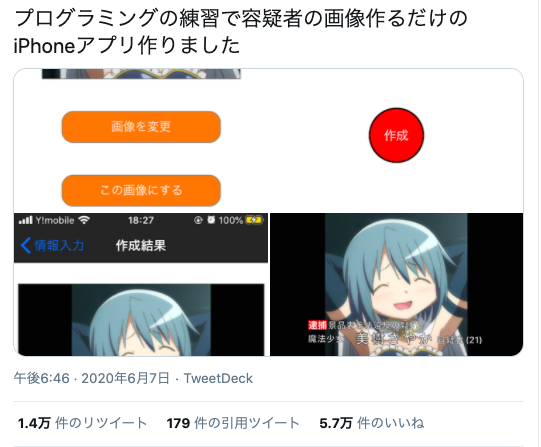 プログラミングの練習で容疑者の画像作るだけの
iPhoneアプリ作りました
画像を変更
作成
この画像にする
Y!mobile 18:27 100%
情報入力 作成結果
逮捕
魔法少女 美樹さやか (21)
午後6:46 · 2020年6月7日 · TweetDeck
1.4万 件のリツイート 179 件の引用ツイート 5.7万 件のいいね